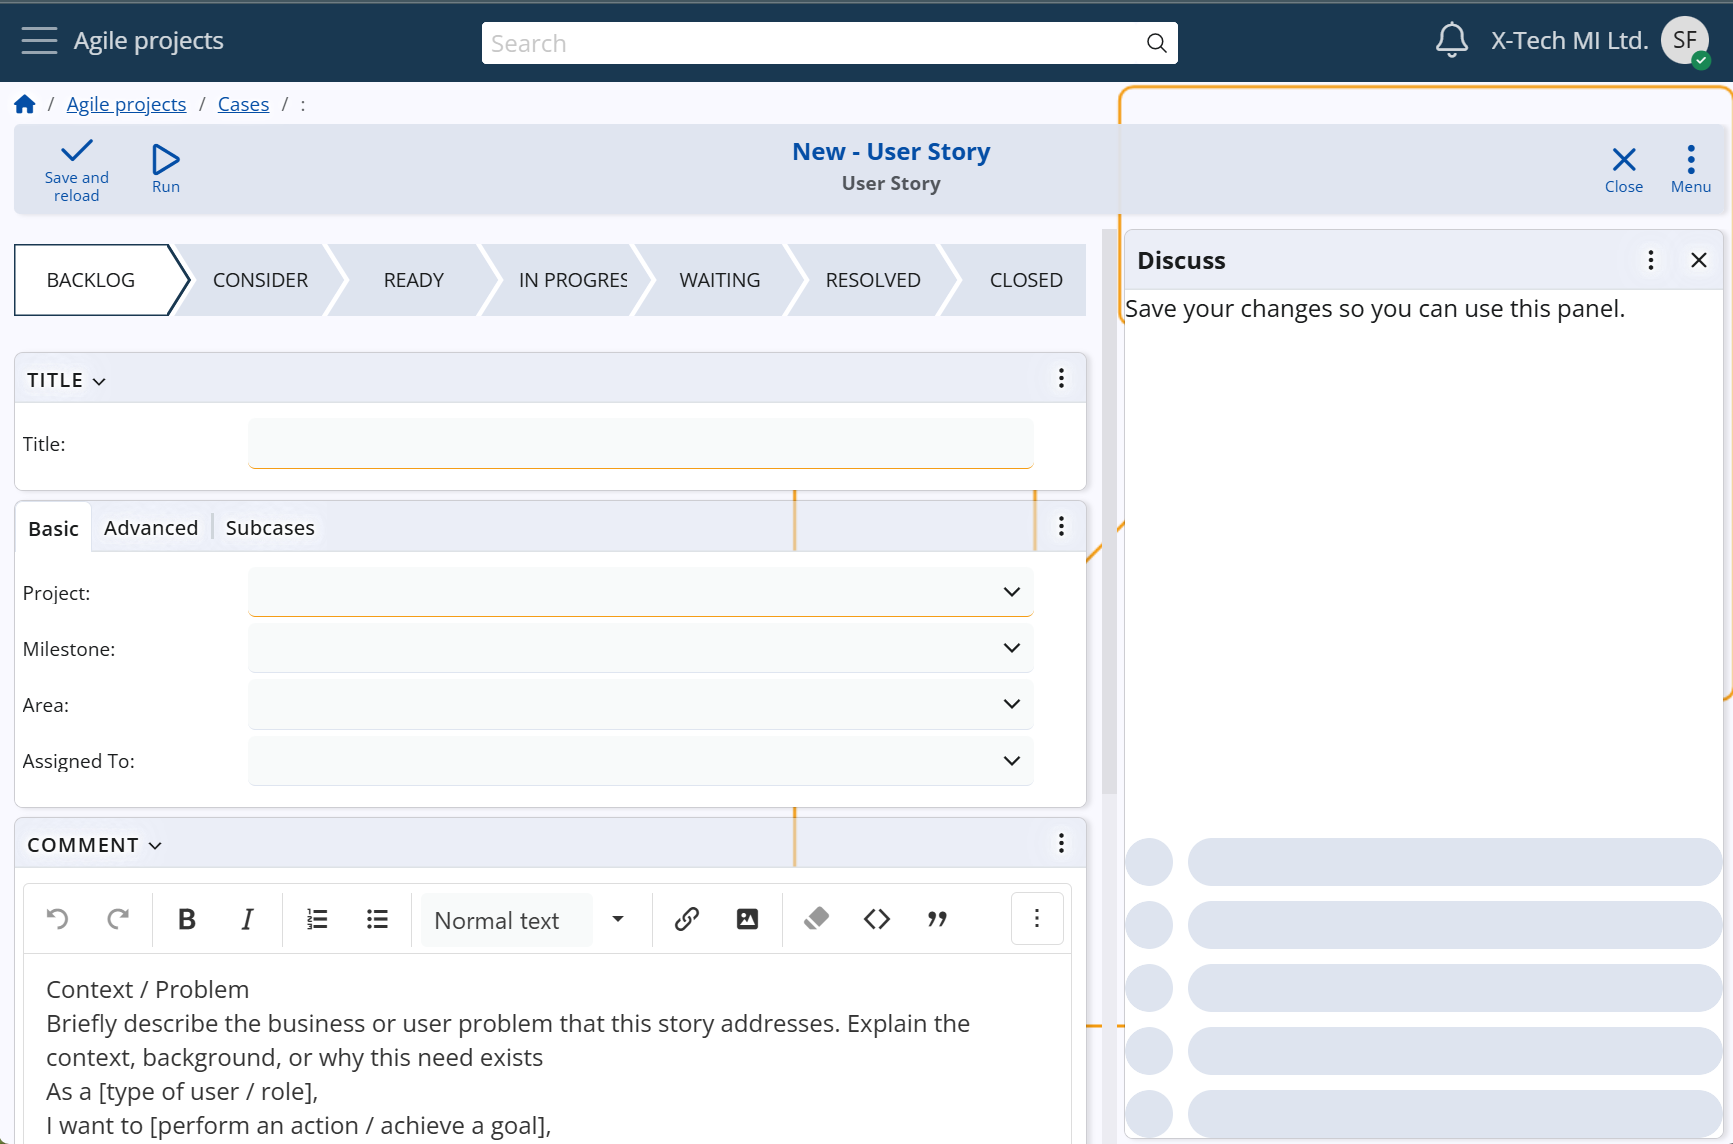 Agile projects
Search
X-Tech MI Ltd.
SF
/ Agile projects / Cases / :
Save and reload
Run
New - User Story
User Story
Close
Menu
BACKLOG
CONSIDER
READY
IN PROGRES
WAITING
RESOLVED
CLOSED
Discuss
Save your changes so you can use this panel.
TITLE
Title:
Basic
Advanced
Subcases
Project:
Milestone:
Area:
Assigned To:
COMMENT
B
I
Normal text
Context / Problem
Briefly describe the business or user problem that this story addresses. Explain the
context, background, or why this need exists
As a [type of user / role],
I want to [perform an action / achieve a goal],